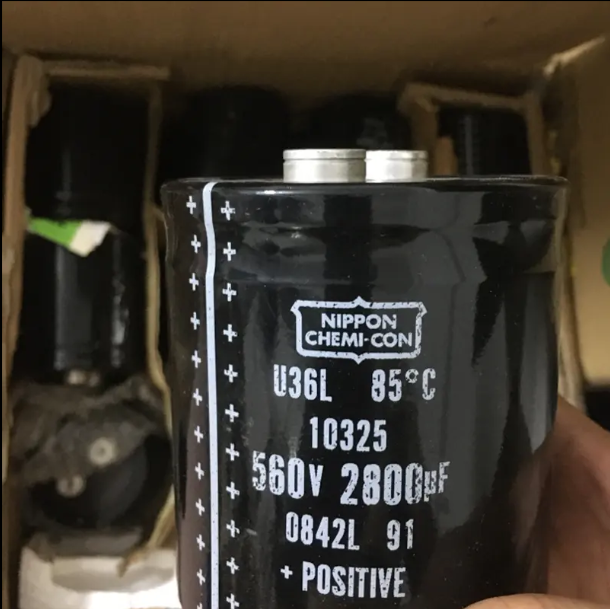 NIPPON
CHEMI-CON
U36L 85°C
10325
560V 2800µF
0842L 91
+ POSITIVE